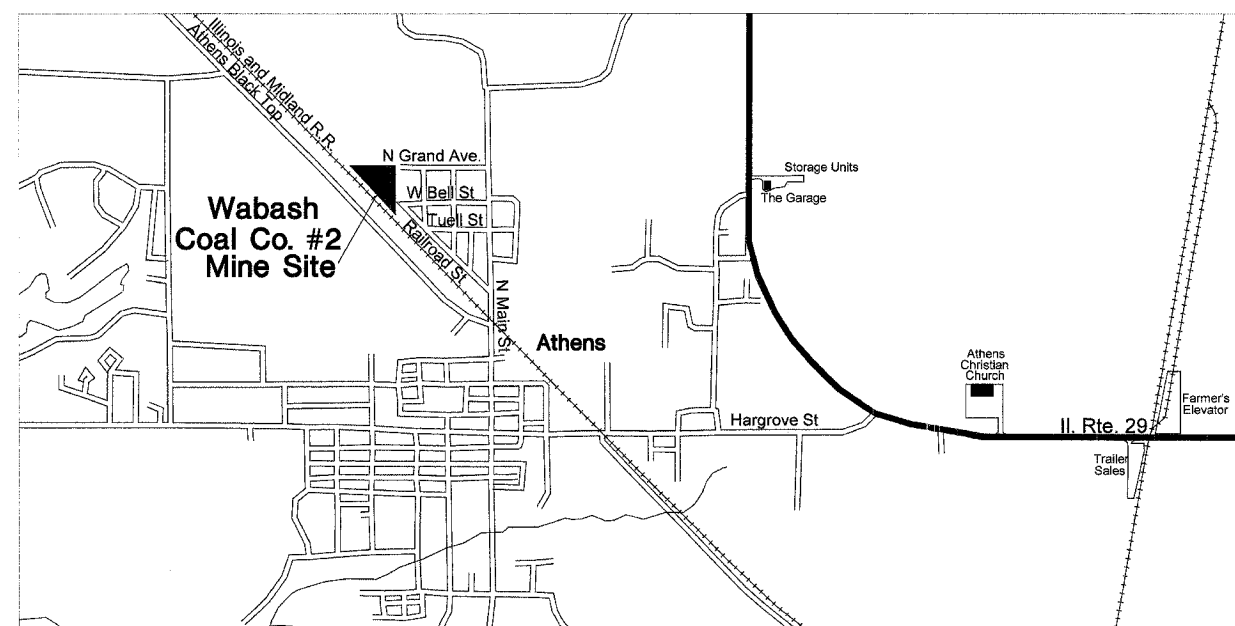 Illinois and Midland R.R.
Athens Black Top
N Grand Ave.
W Bell St
Tuell St
Railroad St
N Main St
Wabash
Coal Co. #2
Mine Site
Athens
Storage Units
The Garage
Hargrove St
Athens
Christian
Church
Il. Rte. 29
Farmer's
Elevator
Trailer
Sales